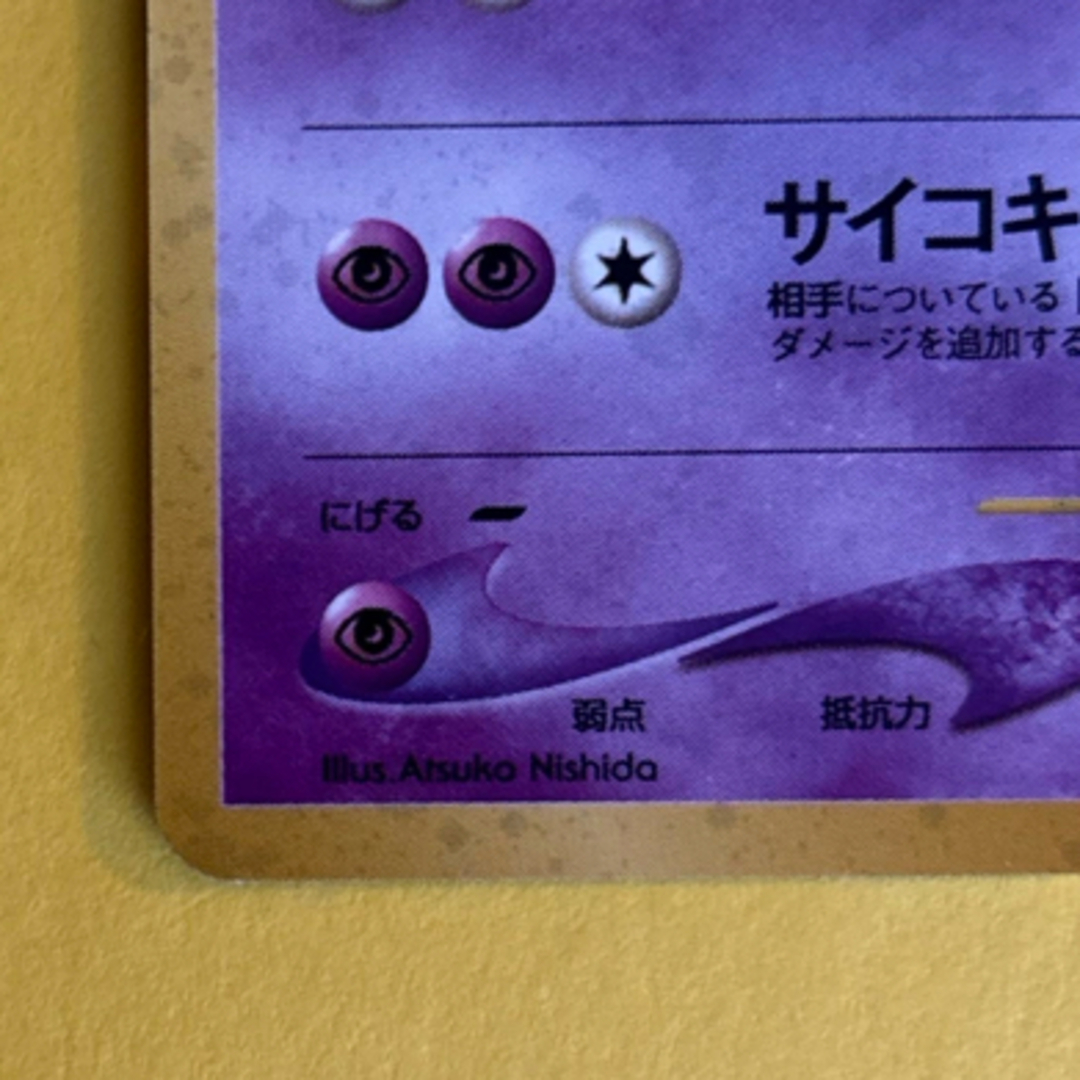 サイコキ
相手についている
ダメージを追加する
にげる
弱点 抵抗力
Illus. Atsuko Nishida